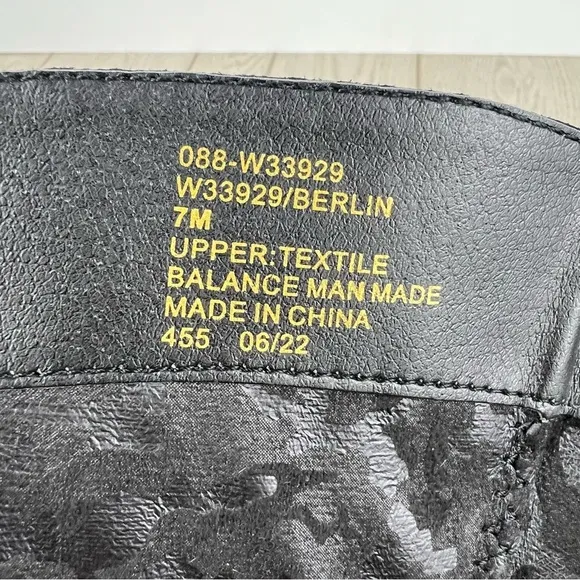 088-W33929
W33929/BERLIN
7M
UPPER:TEXTILE
BALANCE MAN MADE
MADE IN CHINA
455 06/22